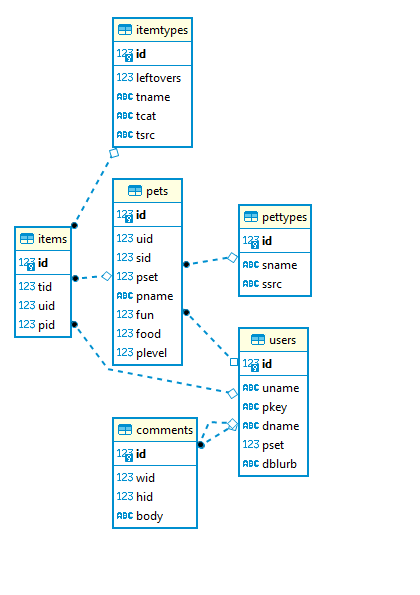 itemtypes
123 id
123 leftovers
ABC tname
ABC tcat
ABC tsrc
pets
123 id
123 uid
123 sid
123 pset
ABC pname
123 fun
123 food
123 plevel
items
123 id
123 tid
123 uid
123 pid
pettypes
123 id
ABC sname
ABC ssrc
users
123 id
ABC uname
ABC pkey
ABC dname
123 pset
ABC dblurb
comments
123 id
123 wid
123 hid
ABC body